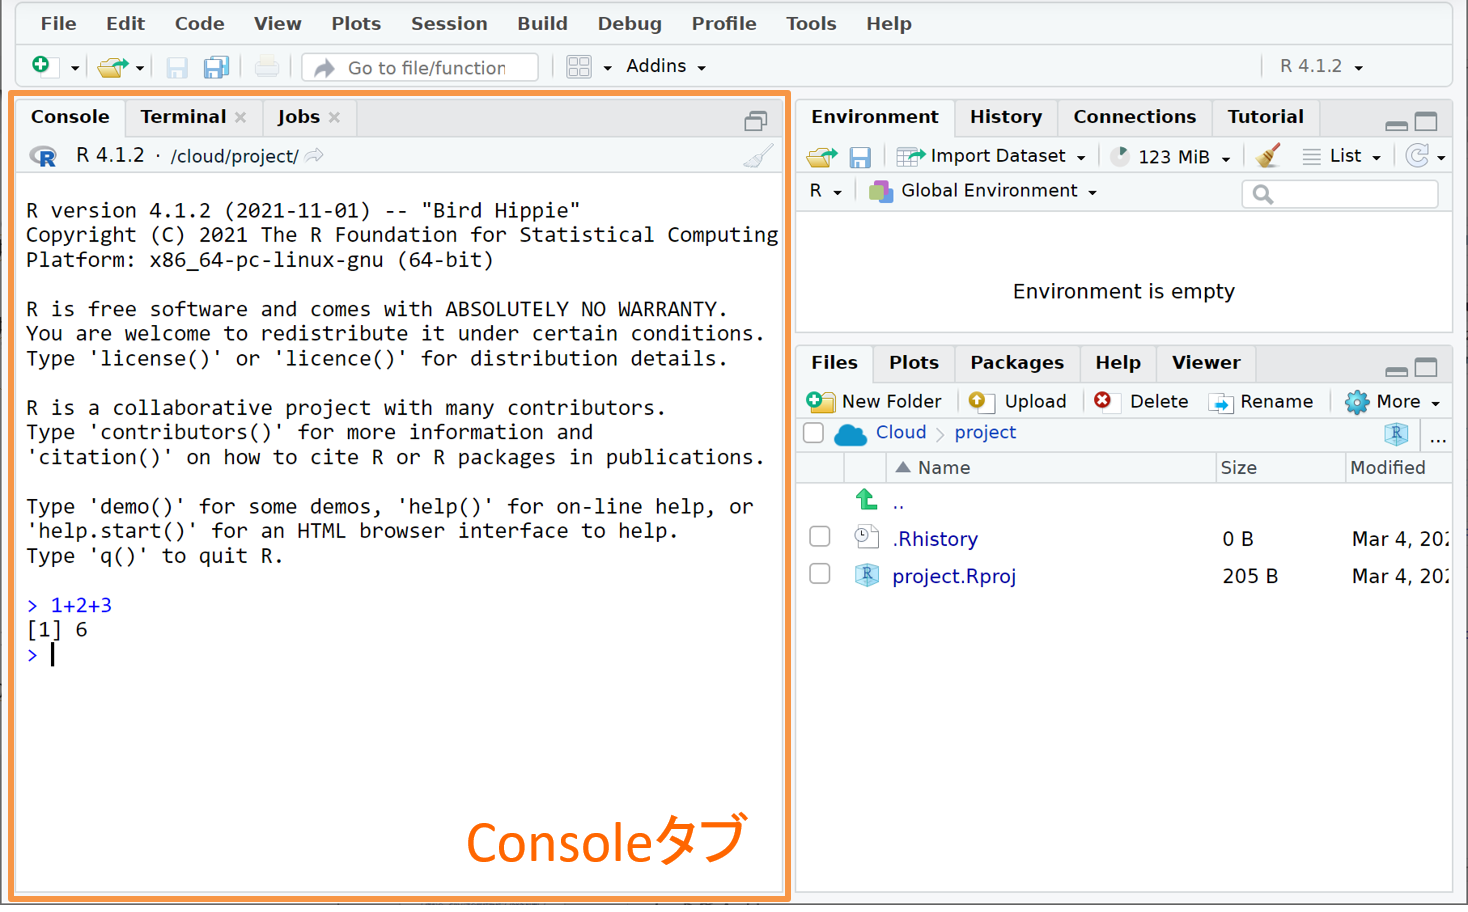 File Edit Code View Plots Session Build Debug Profile Tools Help
Go to file/function Addins R 4.1.2
Console Terminal Jobs
R 4.1.2 · /cloud/project/
R version 4.1.2 (2021-11-01) -- "Bird Hippie"
Copyright (C) 2021 The R Foundation for Statistical Computing
Platform: x86_64-pc-linux-gnu (64-bit)
R is free software and comes with ABSOLUTELY NO WARRANTY.
You are welcome to redistribute it under certain conditions.
Type 'license()' or 'licence()' for distribution details.
R is a collaborative project with many contributors.
Type 'contributors()' for more information and
'citation()' on how to cite R or R packages in publications.
Type 'demo()' for some demos, 'help()' for on-line help, or
'help.start()' for an HTML browser interface to help.
Type 'q()' to quit R.
> 1+2+3
[1] 6
>
Consoleタブ
Environment History Connections Tutorial
Import Dataset 123 MiB List
R Global Environment
Environment is empty
Files Plots Packages Help Viewer
New Folder Upload Delete Rename More
Cloud project ...
Name Size Modified
..
.Rhistory 0 B Mar 4, 202
project.Rproj 205 B Mar 4, 202